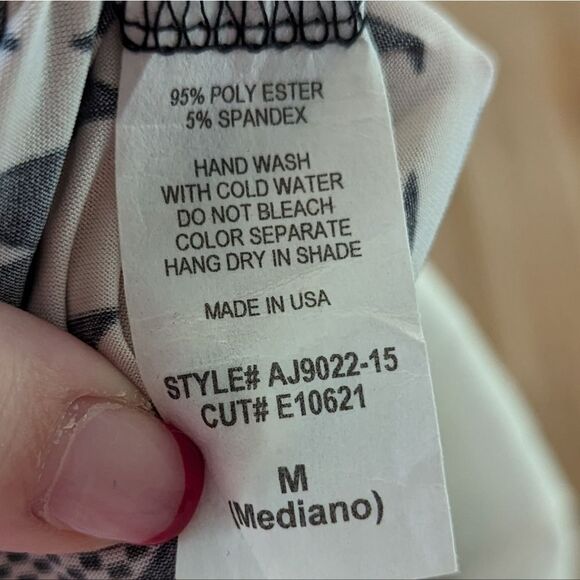 95% POLY ESTER
5% SPANDEX
HAND WASH
WITH COLD WATER
DO NOT BLEACH
COLOR SEPARATE
HANG DRY IN SHADE
MADE IN USA
STYLE# AJ9022-15
CUT# E10621
M
(Mediano)